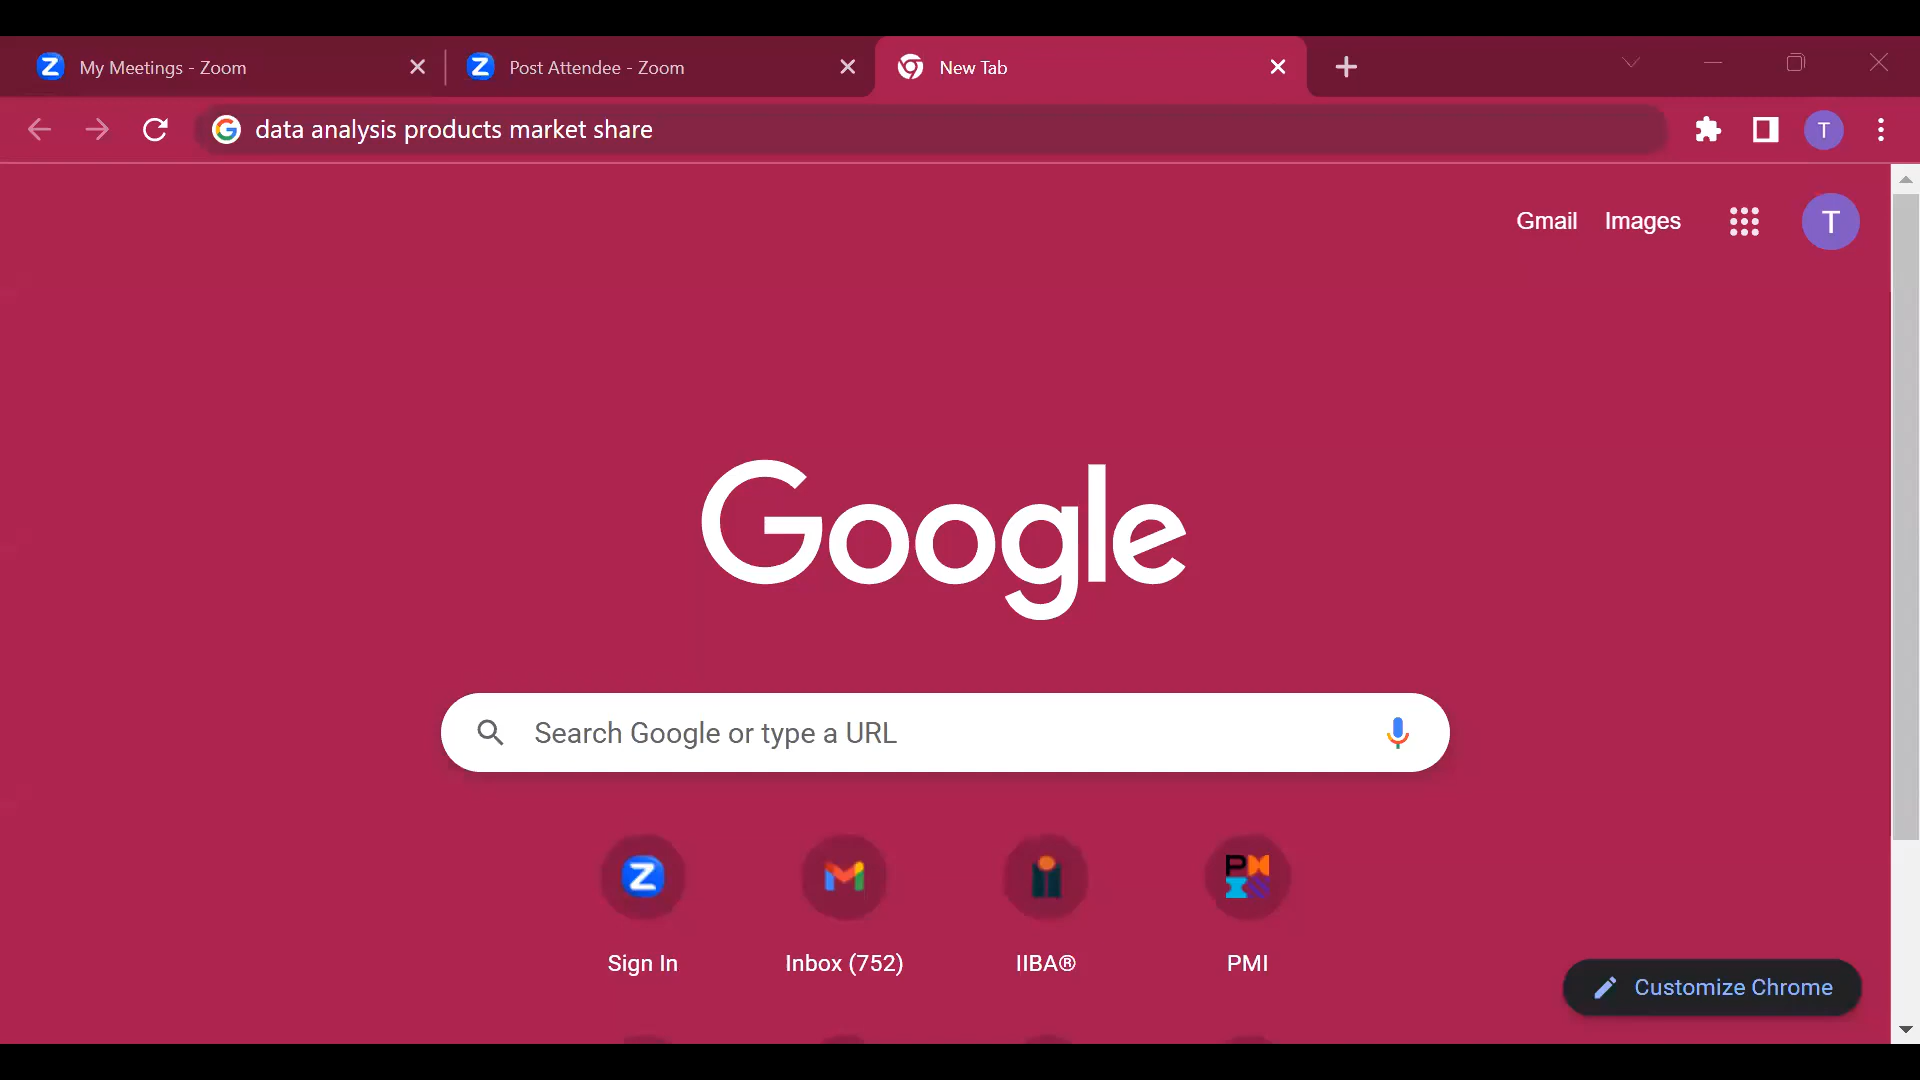 My Meetings - Zoom
Post Attendee - Zoom
New Tab
data analysis products market share
T
Gmail
Images
T
Google
Search Google or type a URL
Sign In
Inbox (752)
IIBA®
PMI
Customize Chrome